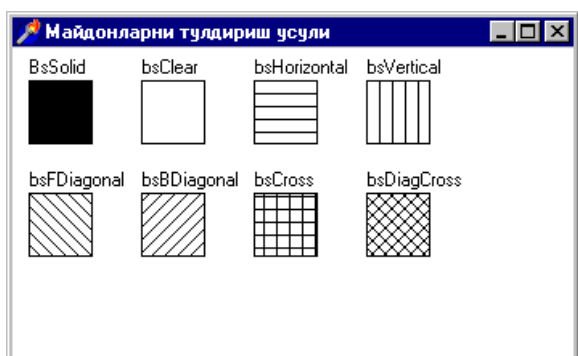 Майдонларни тулдириш усули
BsSolid bsClear bsHorizontal bsVertical
bsFDiagonal bsBDiagonal bsCross bsDiagCross